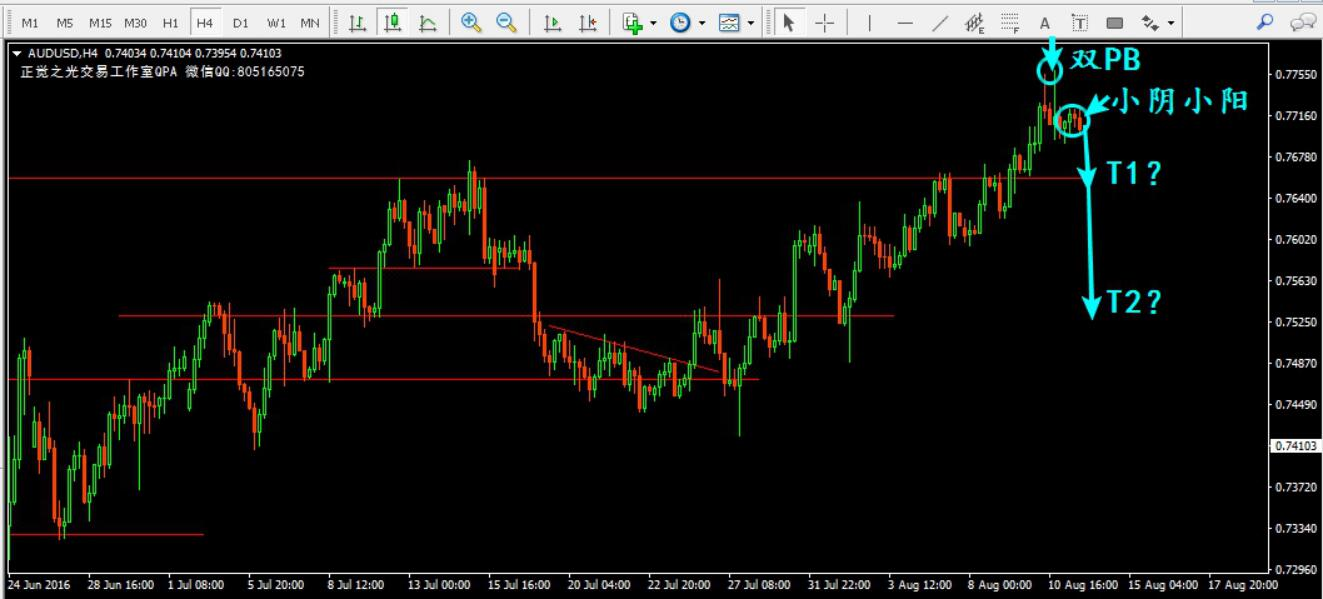 M1 M5 M15 M30 H1 H4 D1 W1 MN
AUDUSD,H4 0.74034 0.74104 0.73954 0.74103
正觉之光交易工作室QPA 微信QQ:805165075
双PB
小阴小阳
T1?
T2?
0.77550
0.77160
0.76780
0.76400
0.76020
0.75630
0.75250
0.74870
0.74490
0.74103
0.73720
0.73340
0.72960
24 Jun 2016 28 Jun 16:00 1 Jul 08:00 5 Jul 20:00 8 Jul 12:00 13 Jul 00:00 15 Jul 16:00 20 Jul 04:00 22 Jul 20:00 27 Jul 08:00 31 Jul 22:00 3 Aug 12:00 8 Aug 00:00 10 Aug 16:00 15 Aug 04:00 17 Aug 20:00